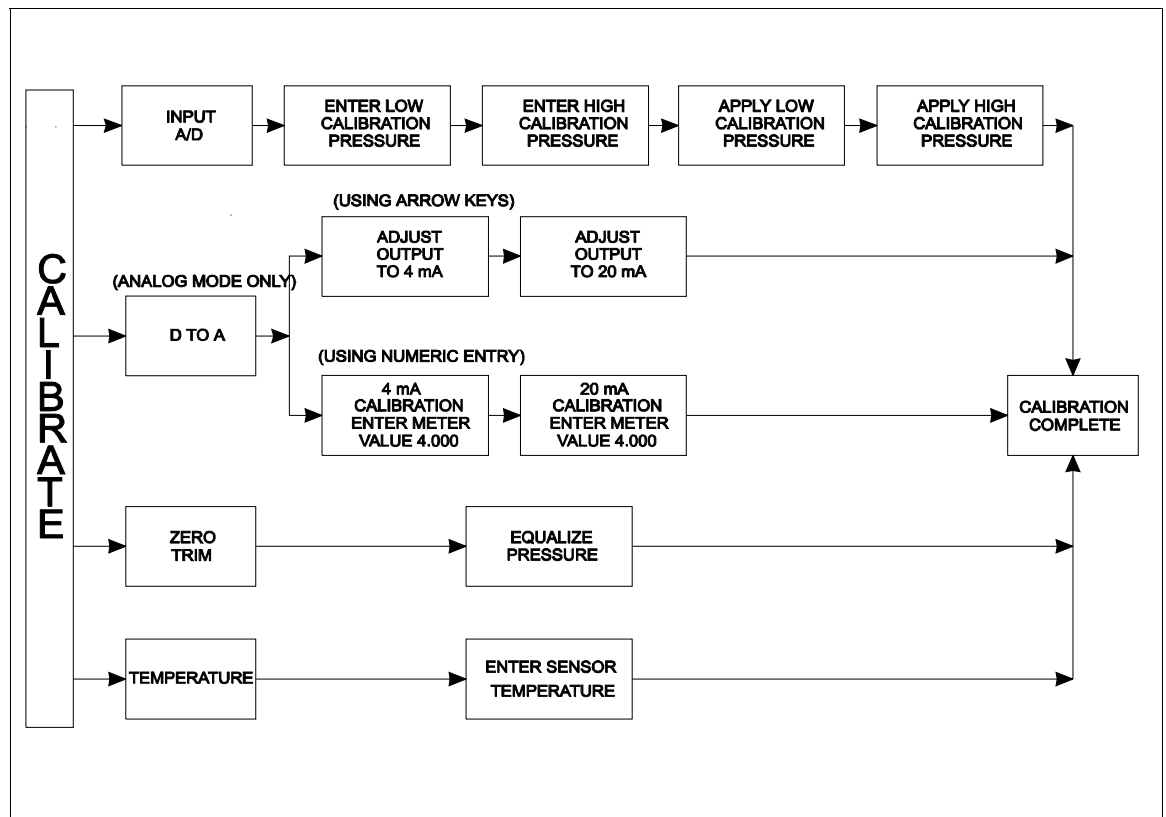 CALIBRATE
INPUT
A/D
ENTER LOW
CALIBRATION
PRESSURE
ENTER HIGH
CALIBRATION
PRESSURE
APPLY LOW
CALIBRATION
PRESSURE
APPLY HIGH
CALIBRATION
PRESSURE
(ANALOG MODE ONLY)
D TO A
(USING ARROW KEYS)
ADJUST
OUTPUT
TO 4 mA
ADJUST
OUTPUT
TO 20 mA
(USING NUMERIC ENTRY)
4 mA
CALIBRATION
ENTER METER
VALUE 4.000
20 mA
CALIBRATION
ENTER METER
VALUE 4.000
CALIBRATION
COMPLETE
ZERO
TRIM
EQUALIZE
PRESSURE
TEMPERATURE
ENTER SENSOR
TEMPERATURE